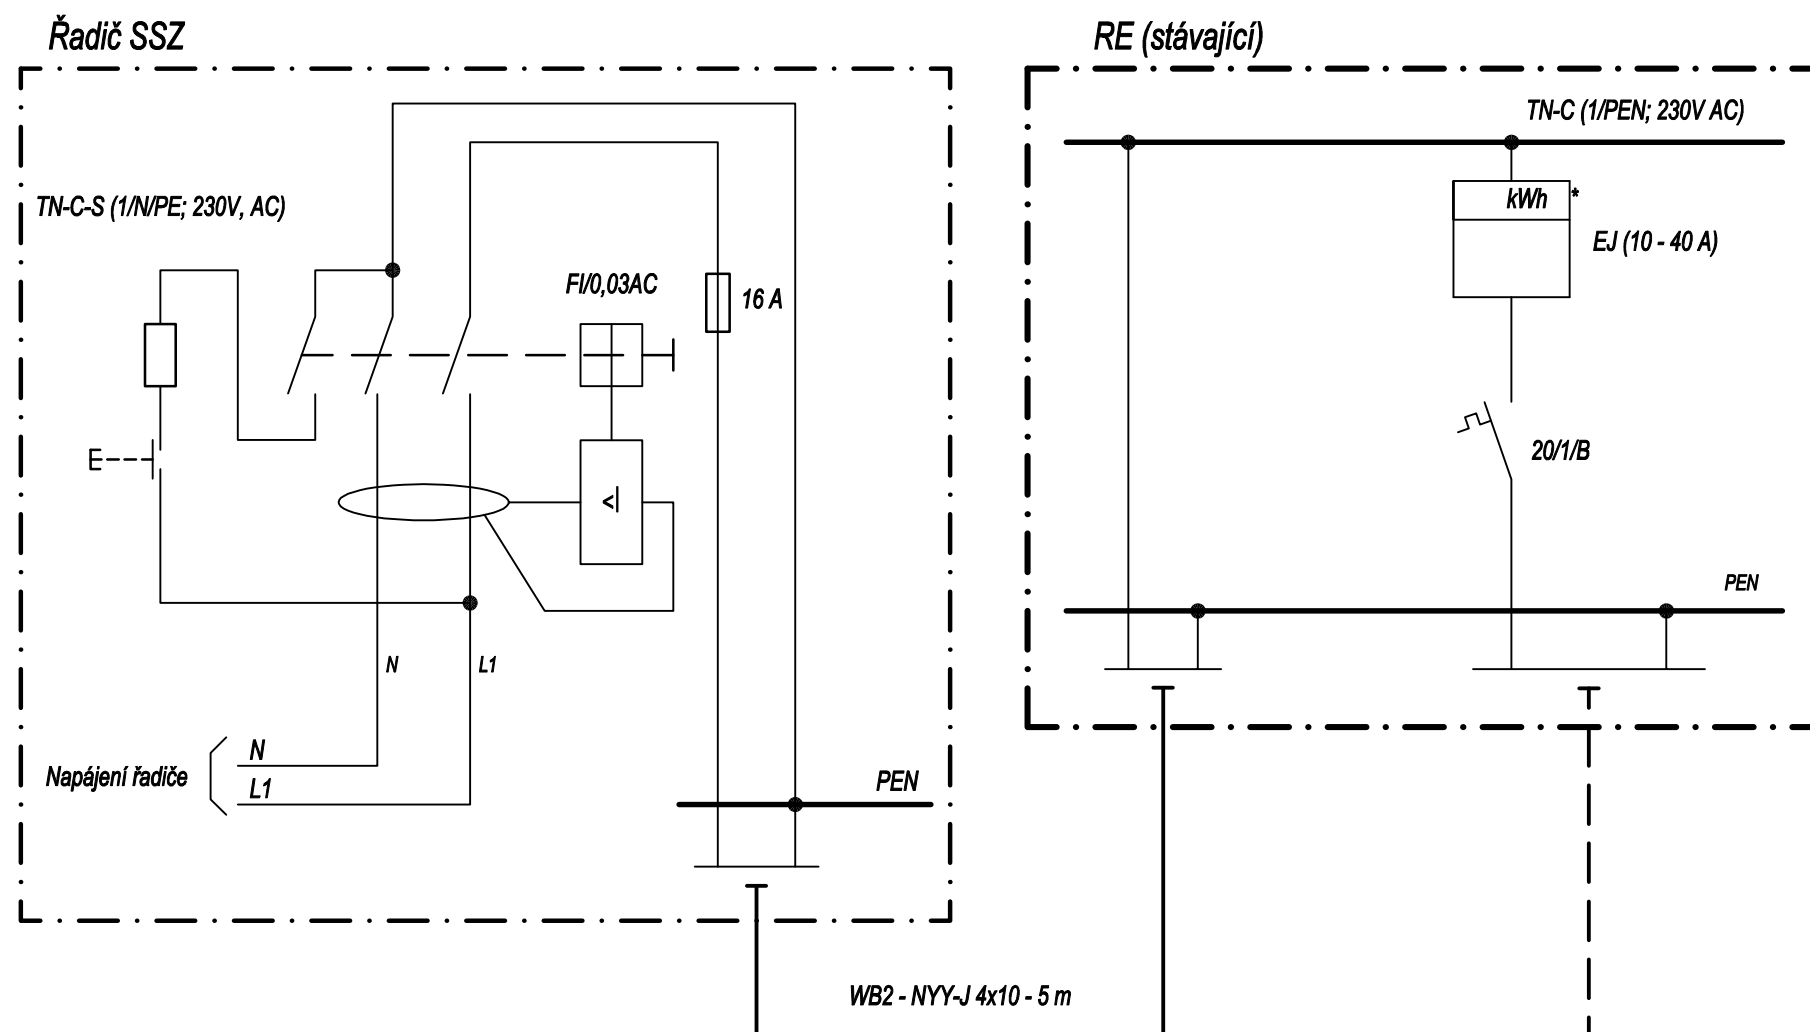 Řadič SSZ
RE (stávající)
TN-C (1/PEN; 230V AC)
kWh *
TN-C-S (1/N/PE; 230V, AC)
EJ (10 - 40 A)
FI/0,03AC
16 A
20/1/B
<I
PEN
N
L1
N
Napájení řadiče
L1
PEN
WB2 - NYY-J 4x10 - 5 m